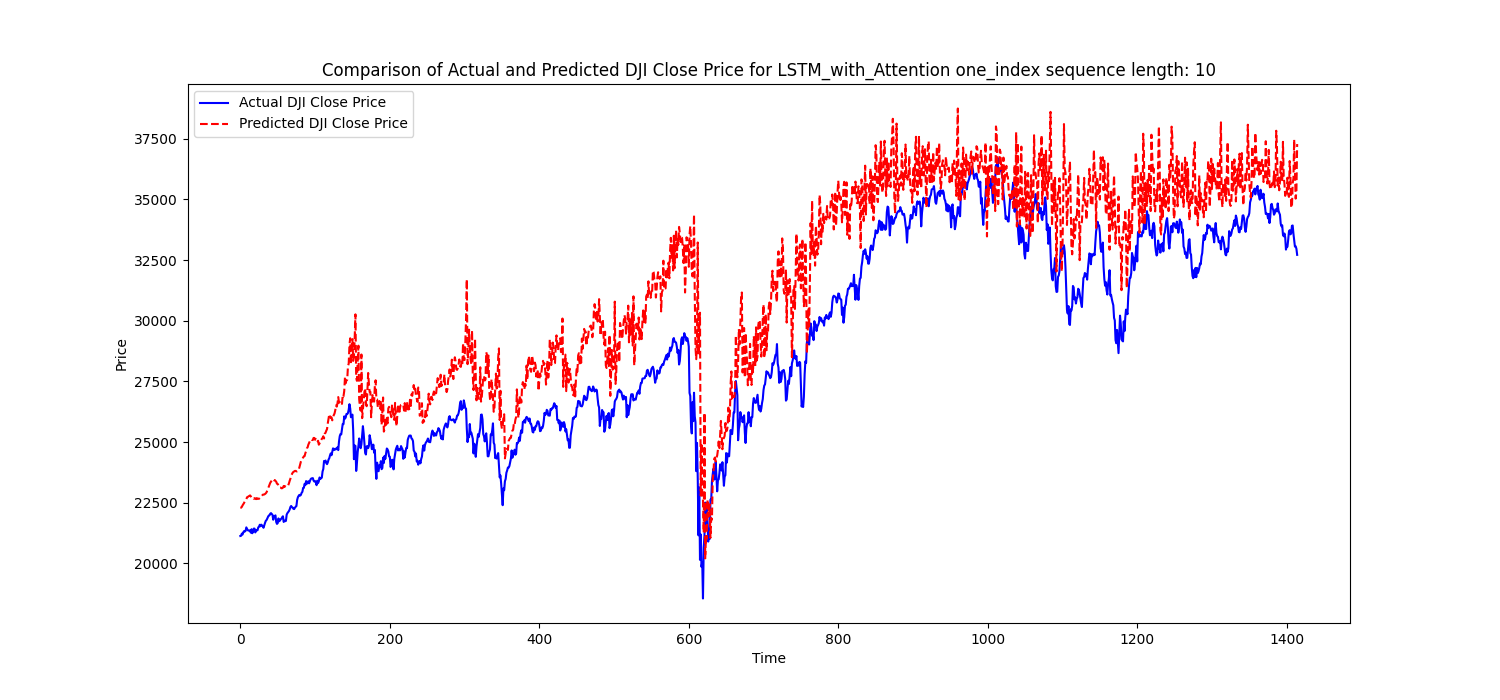 Comparison of Actual and Predicted DJI Close Price for LSTM_with_Attention one_index sequence length: 10
Actual DJI Close Price
Predicted DJI Close Price
37500
35000
32500
30000
27500
25000
22500
20000
Price
0 200 400 600 800 1000 1200 1400
Time